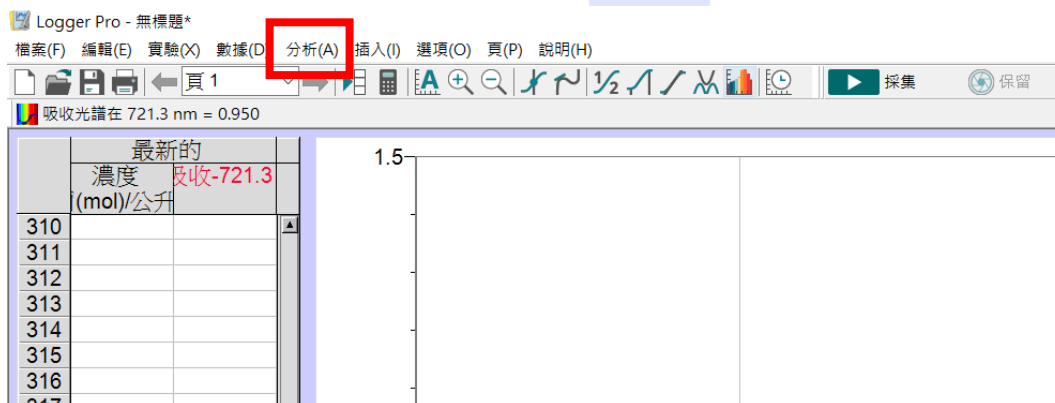 Logger Pro - 無標題*
檔案(F) 編輯(E) 實驗(X) 數據(D 分析(A) 插入(I) 選項(O) 頁(P) 說明(H)
頁 1 採集 保留
吸收光譜在 721.3 nm = 0.950
最新的
濃度 吸收-721.3
(mol)/公升
1.5
310
311
312
313
314
315
316
317